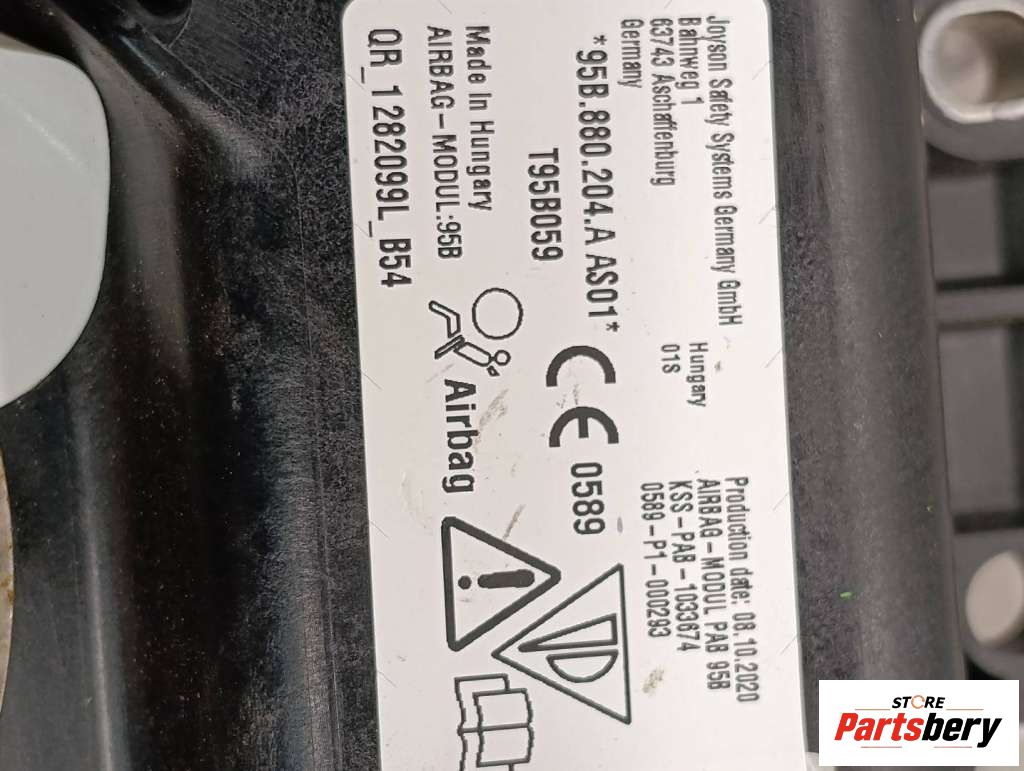 Joyson Safety Systems Germany GmbH
Bahnweg 1
63743 Aschaffenburg
Germany
Hungary
01S
Production date: 08.10.2020
AIRBAG-MODUL PAB 95B
KSS-PAB-1033674
0589-P1-000293
*95B.880.204.A AS01*
T95B059
CE 0589
Made In Hungary
AIRBAG-MODUL:95B
Airbag
QR_1282099L_B54
STORE
Partsbery